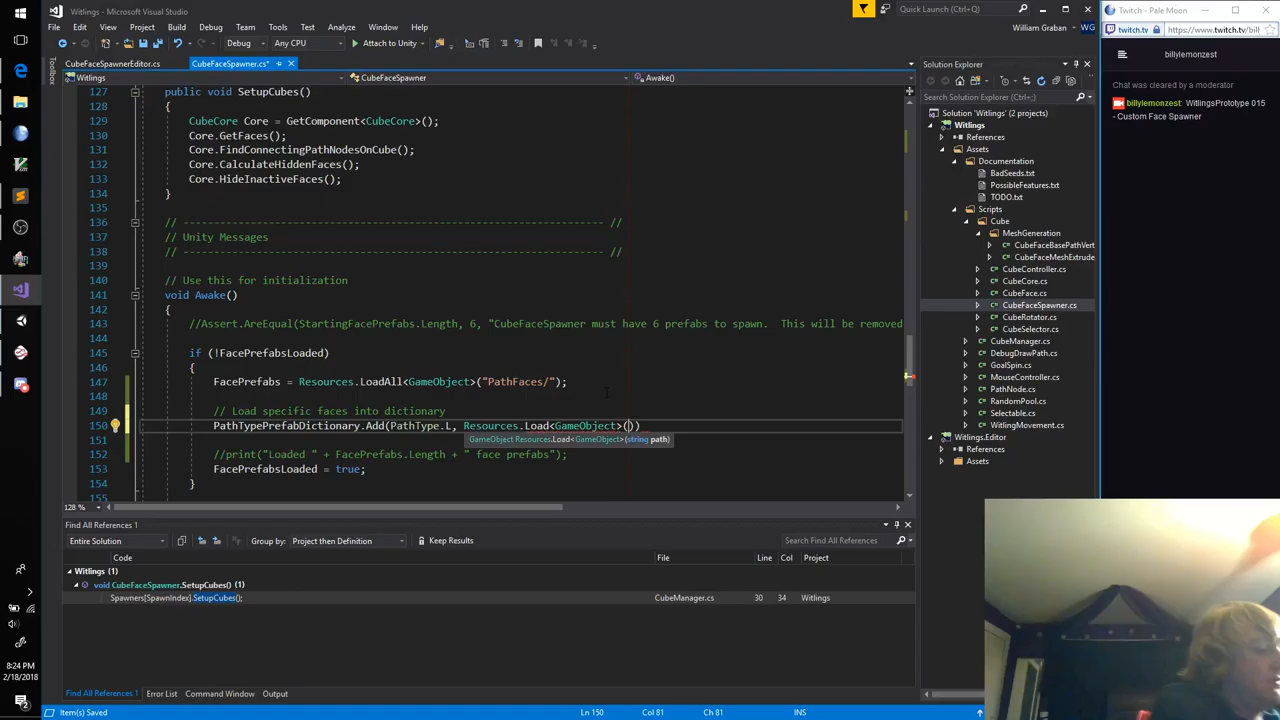 Witlings - Microsoft Visual Studio
Quick Launch (Ctrl+Q)
Twitch - Pale Moon
File Edit View Project Build Debug Team Tools Test Analyze Window Help
William Graban WG
twitch.tv https://www.twitch.tv/bill
Debug Any CPU Attach to Unity
billylemonzest
CubeFaceSpawnerEditor.cs CubeFaceSpawner.cs*
Solution Explorer
Toolbox
Witlings CubeFaceSpawner Awake()
Chat was cleared by a moderator
billylemonzest: WitlingsPrototype 015
- Custom Face Spawner
Search Solution Explorer (Ctrl+;)
Solution 'Witlings' (2 projects)
Witlings
References
Assets
Documentation
BadSeeds.txt
PossibleFeatures.txt
TODO.txt
Scripts
Cube
MeshGeneration
CubeFaceBasePathVert
CubeFaceMeshExtrude
CubeController.cs
CubeCore.cs
CubeFace.cs
CubeFaceSpawner.cs
CubeRotator.cs
CubeSelector.cs
CubeManager.cs
DebugDrawPath.cs
GoalSpin.cs
MouseController.cs
PathNode.cs
RandomPool.cs
Selectable.cs
WitlingMovement.cs
Witlings.Editor
References
Assets
127 public void SetupCubes()
128 {
129 CubeCore Core = GetComponent<CubeCore>();
130 Core.GetFaces();
131 Core.FindConnectingPathNodesOnCube();
132 Core.CalculateHiddenFaces();
133 Core.HideInactiveFaces();
134 }
135
136 // ---------------------------------------------------------------------- //
137 // Unity Messages
138 // ---------------------------------------------------------------------- //
139
140 // Use this for initialization
141 void Awake()
142 {
143 //Assert.AreEqual(StartingFacePrefabs.Length, 6, "CubeFaceSpawner must have 6 prefabs to spawn.  This will be removed
144
145 if (!FacePrefabsLoaded)
146 {
147 FacePrefabs = Resources.LoadAll<GameObject>("PathFaces/");
148
149 // Load specific faces into dictionary
150 PathTypePrefabDictionary.Add(PathType.L, Resources.Load<GameObject>())
GameObject Resources.Load<GameObject>(string path)
152 //print("Loaded " + FacePrefabs.Length + " face prefabs");
153 FacePrefabsLoaded = true;
154 }
155
128 %
Find All References 1
Entire Solution Group by: Project then Definition Keep Results Search Find All References
Code File Line Col Project
Witlings (1)
void CubeFaceSpawner.SetupCubes() (1)
Spawners[SpawnIndex].SetupCubes(); CubeManager.cs 30 34 Witlings
Find All References 1 Error List Command Window Output
Item(s) Saved Ln 150 Col 81 Ch 81 INS
8:24 PM
2/18/2018
2